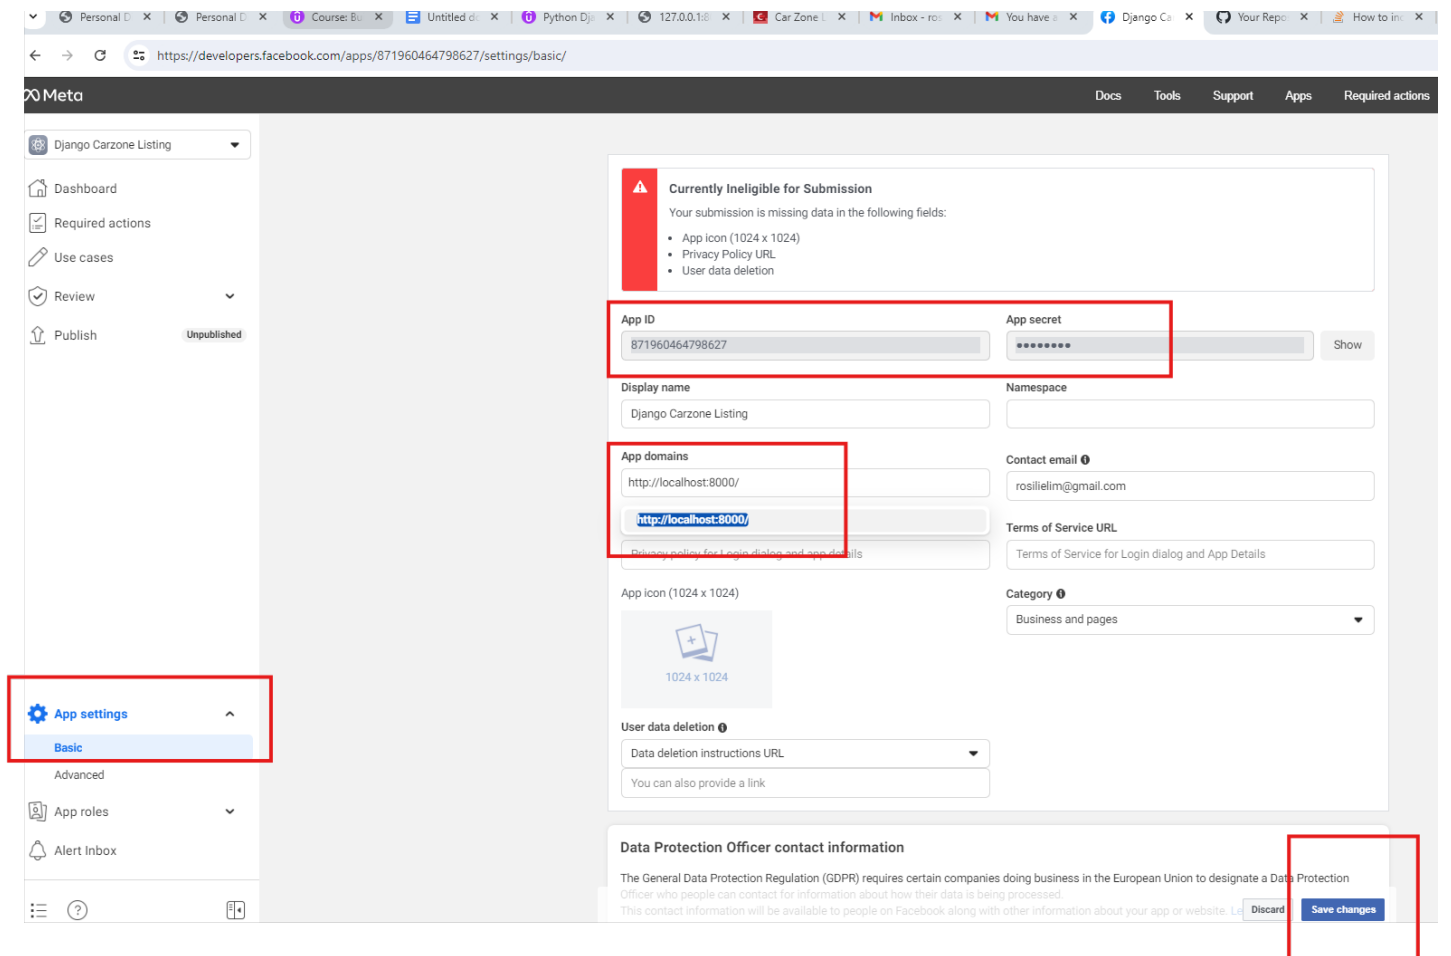 Personal D
Personal D
Course: Bu
Untitled do
Python Dja
127.0.0.1:8
Car Zone L
Inbox - ros
You have a
Django Ca
Your Repo
How to inc
https://developers.facebook.com/apps/871960464798627/settings/basic/
Meta
Docs Tools Support Apps Required actions
Django Carzone Listing
Dashboard
Required actions
Use cases
Review
Publish Unpublished
App settings
Basic
Advanced
App roles
Alert Inbox
Currently Ineligible for Submission
Your submission is missing data in the following fields:
• App icon (1024 x 1024)
• Privacy Policy URL
• User data deletion
App ID App secret
871960464798627 •••••••• Show
Display name Namespace
Django Carzone Listing
App domains Contact email
http://localhost:8000/ rosilielim@gmail.com
http://localhost:8000/ Terms of Service URL
Privacy policy for Login dialog and app details Terms of Service for Login dialog and App Details
App icon (1024 x 1024) Category
Business and pages
1024 x 1024
User data deletion
Data deletion instructions URL
You can also provide a link
Data Protection Officer contact information
The General Data Protection Regulation (GDPR) requires certain companies doing business in the European Union to designate a Data Protection
Officer who people can contact for information about how their data is being processed.
This contact information will be available to people on Facebook along with other information about your app or website. Le
Discard Save changes